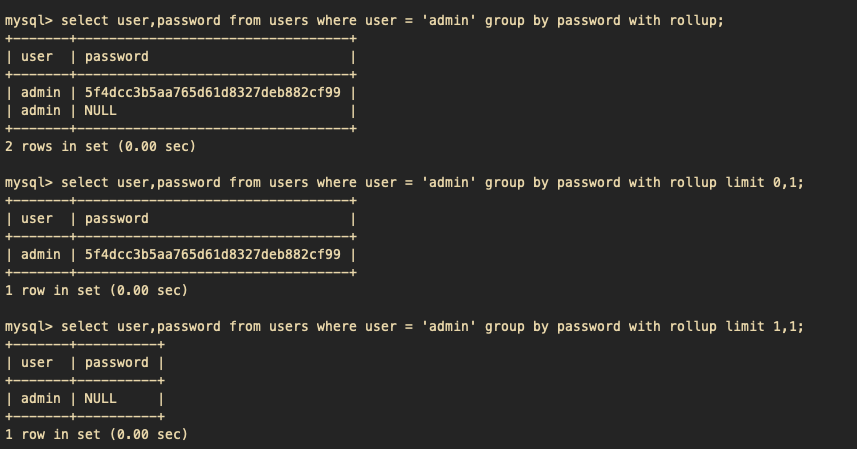 mysql> select user,password from users where user = 'admin' group by password with rollup;
+-------+----------------------------------+
| user  | password                         |
+-------+----------------------------------+
| admin | 5f4dcc3b5aa765d61d8327deb882cf99 |
| admin | NULL                             |
+-------+----------------------------------+
2 rows in set (0.00 sec)
mysql> select user,password from users where user = 'admin' group by password with rollup limit 0,1;
+-------+----------------------------------+
| user  | password                         |
+-------+----------------------------------+
| admin | 5f4dcc3b5aa765d61d8327deb882cf99 |
+-------+----------------------------------+
1 row in set (0.00 sec)
mysql> select user,password from users where user = 'admin' group by password with rollup limit 1,1;
+-------+----------+
| user  | password |
+-------+----------+
| admin | NULL     |
+-------+----------+
1 row in set (0.00 sec)